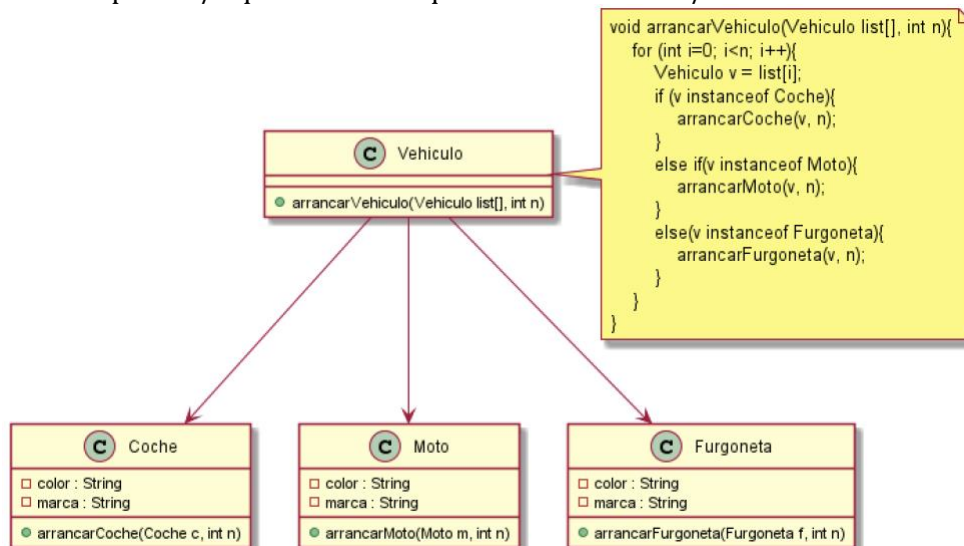 void arrancarVehiculo(Vehiculo list[], int n){
for (int i=0; i<n; i++){
Vehiculo v = list[i];
if (v instanceof Coche){
arrancarCoche(v, n);
}
else if(v instanceof Moto){
arrancarMoto(v, n);
}
else(v instanceof Furgoneta){
arrancarFurgoneta(v, n);
}
}
}
C Vehiculo
arrancarVehiculo(Vehiculo list[], int n)
C Coche
color : String
marca : String
arrancarCoche(Coche c, int n)
C Moto
color : String
marca : String
arrancarMoto(Moto m, int n)
C Furgoneta
color : String
marca : String
arrancarFurgoneta(Furgoneta f, int n)